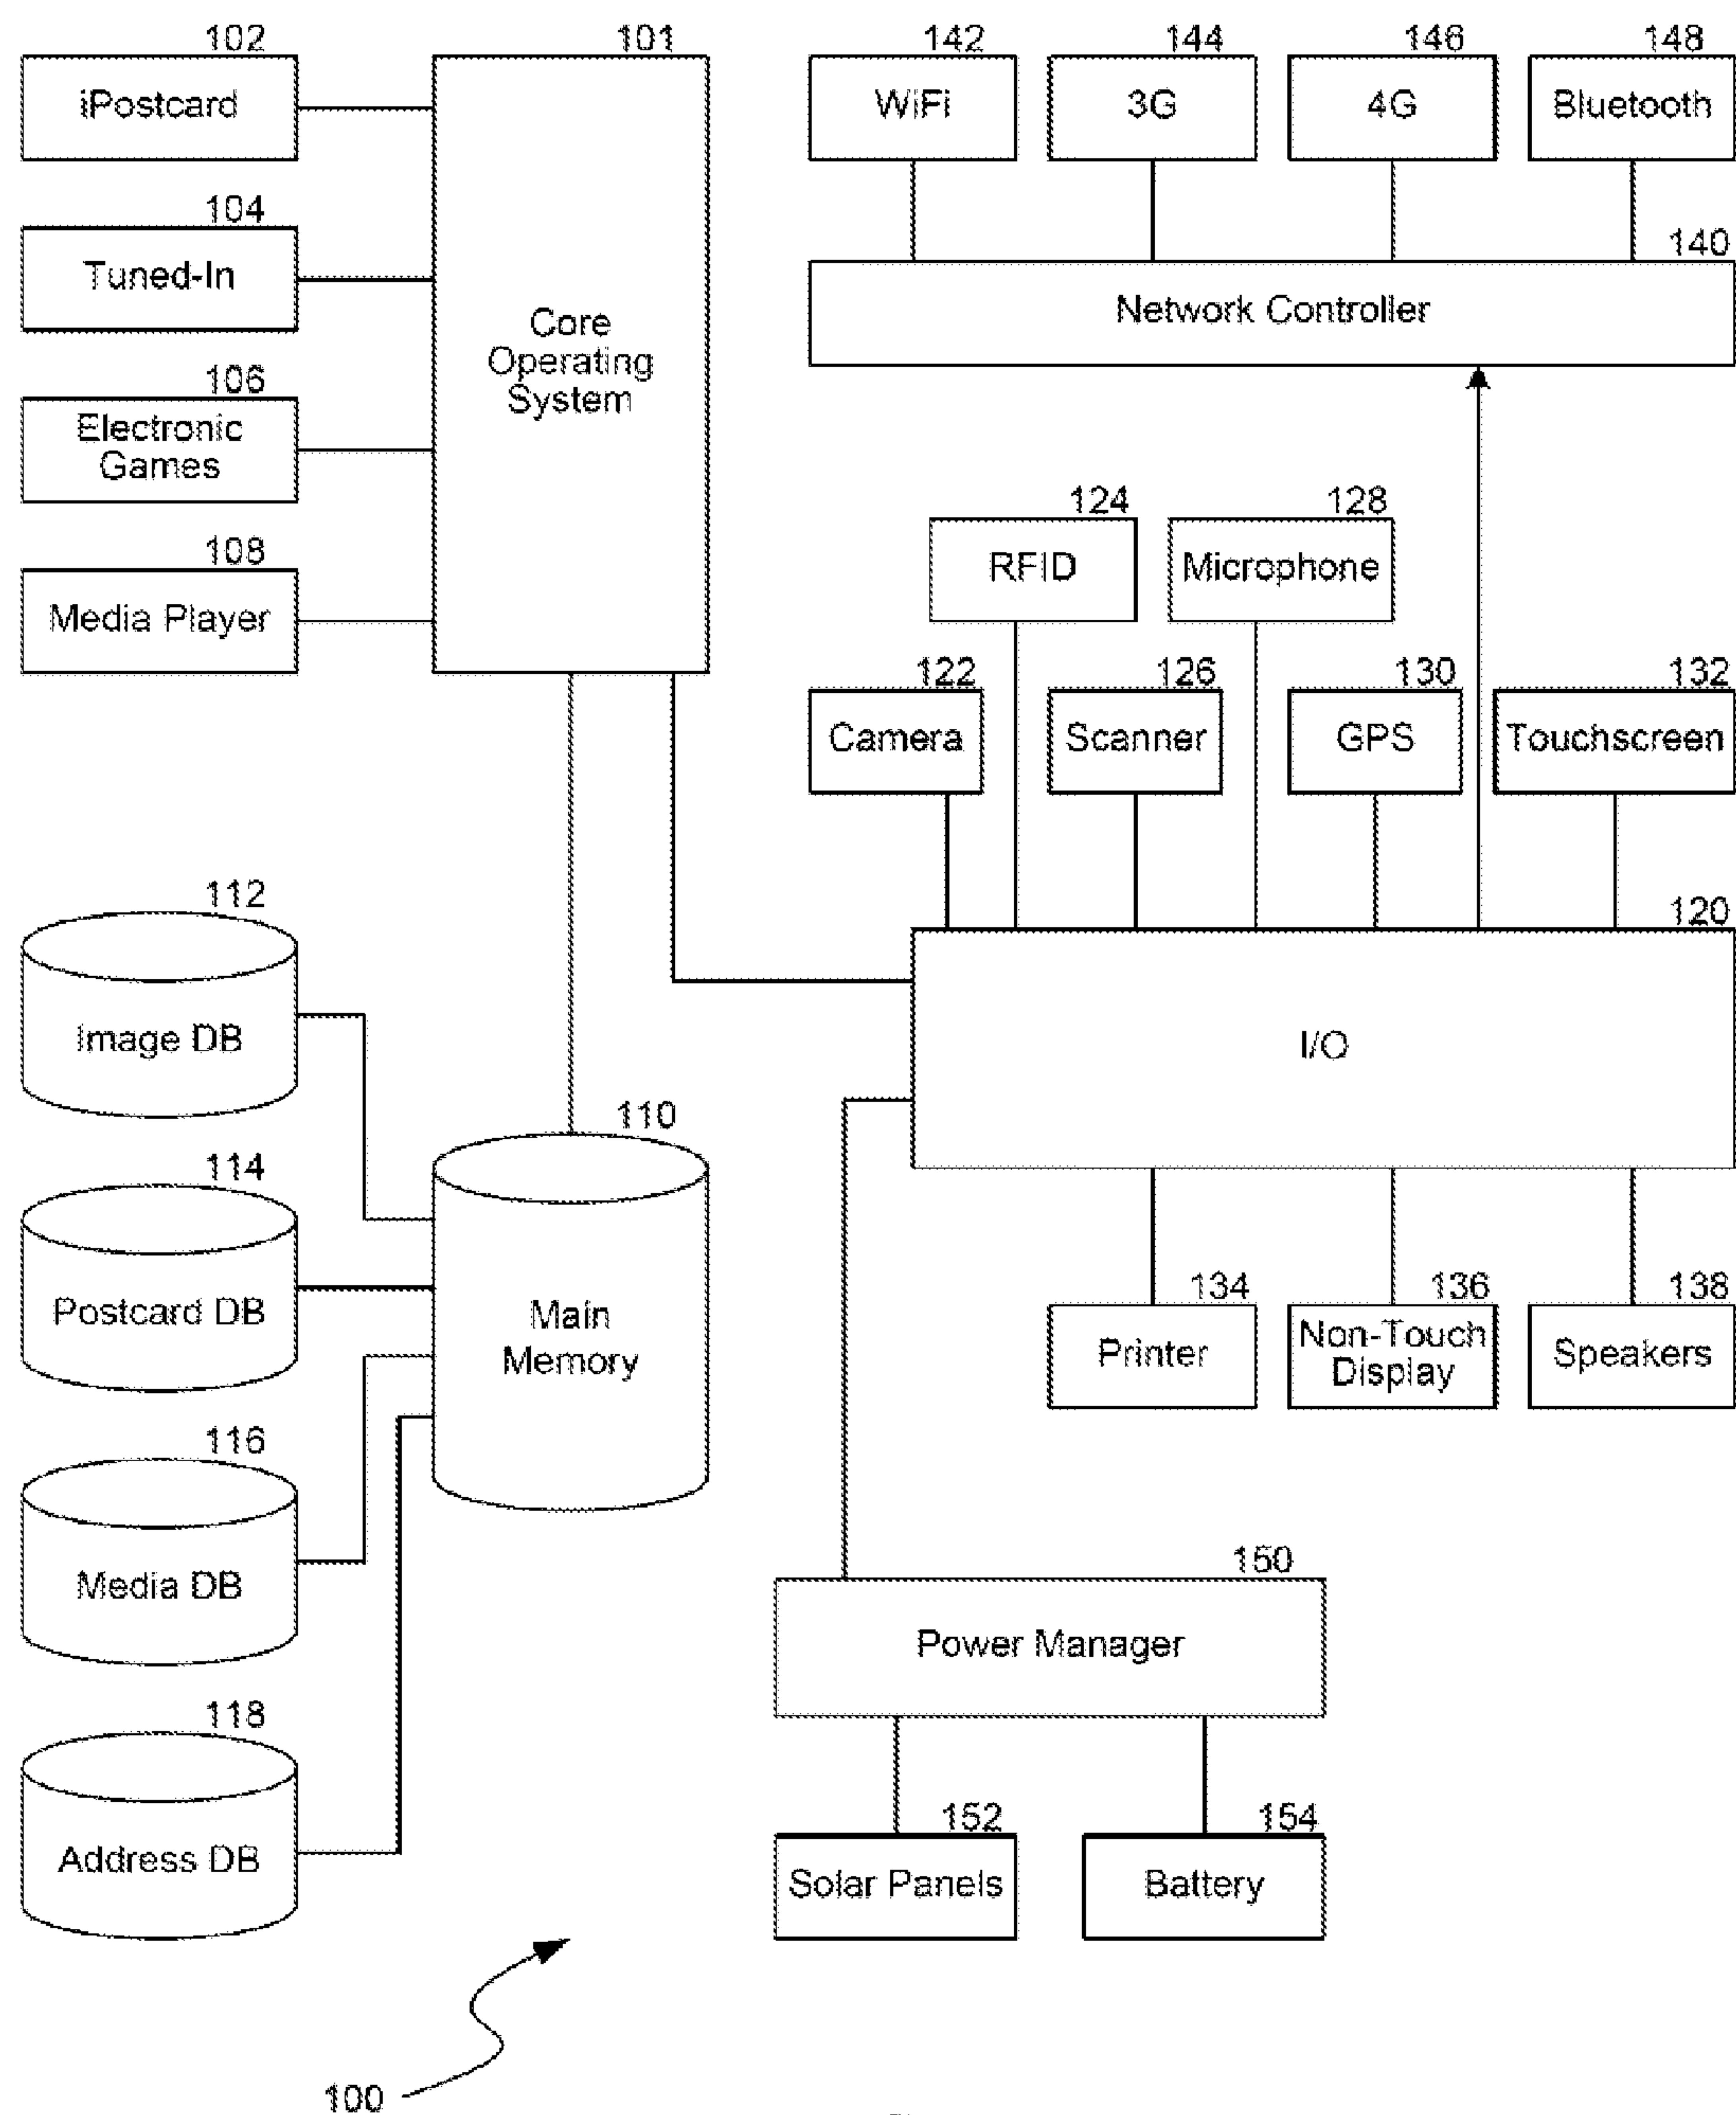 102
iPostcard
104
Tuned-In
106
Electronic
Games
108
Media Player
101
Core
Operating
System
142
WiFi
144
3G
146
4G
148
Bluetooth
140
Network Controller
124
RFID
128
Microphone
122
Camera
126
Scanner
130
GPS
132
Touchscreen
120
I/O
112
Image DB
114
Postcard DB
116
Media DB
118
Address DB
110
Main
Memory
134
Printer
136
Non-Touch
Display
138
Speakers
150
Power Manager
152
Solar Panels
154
Battery
100